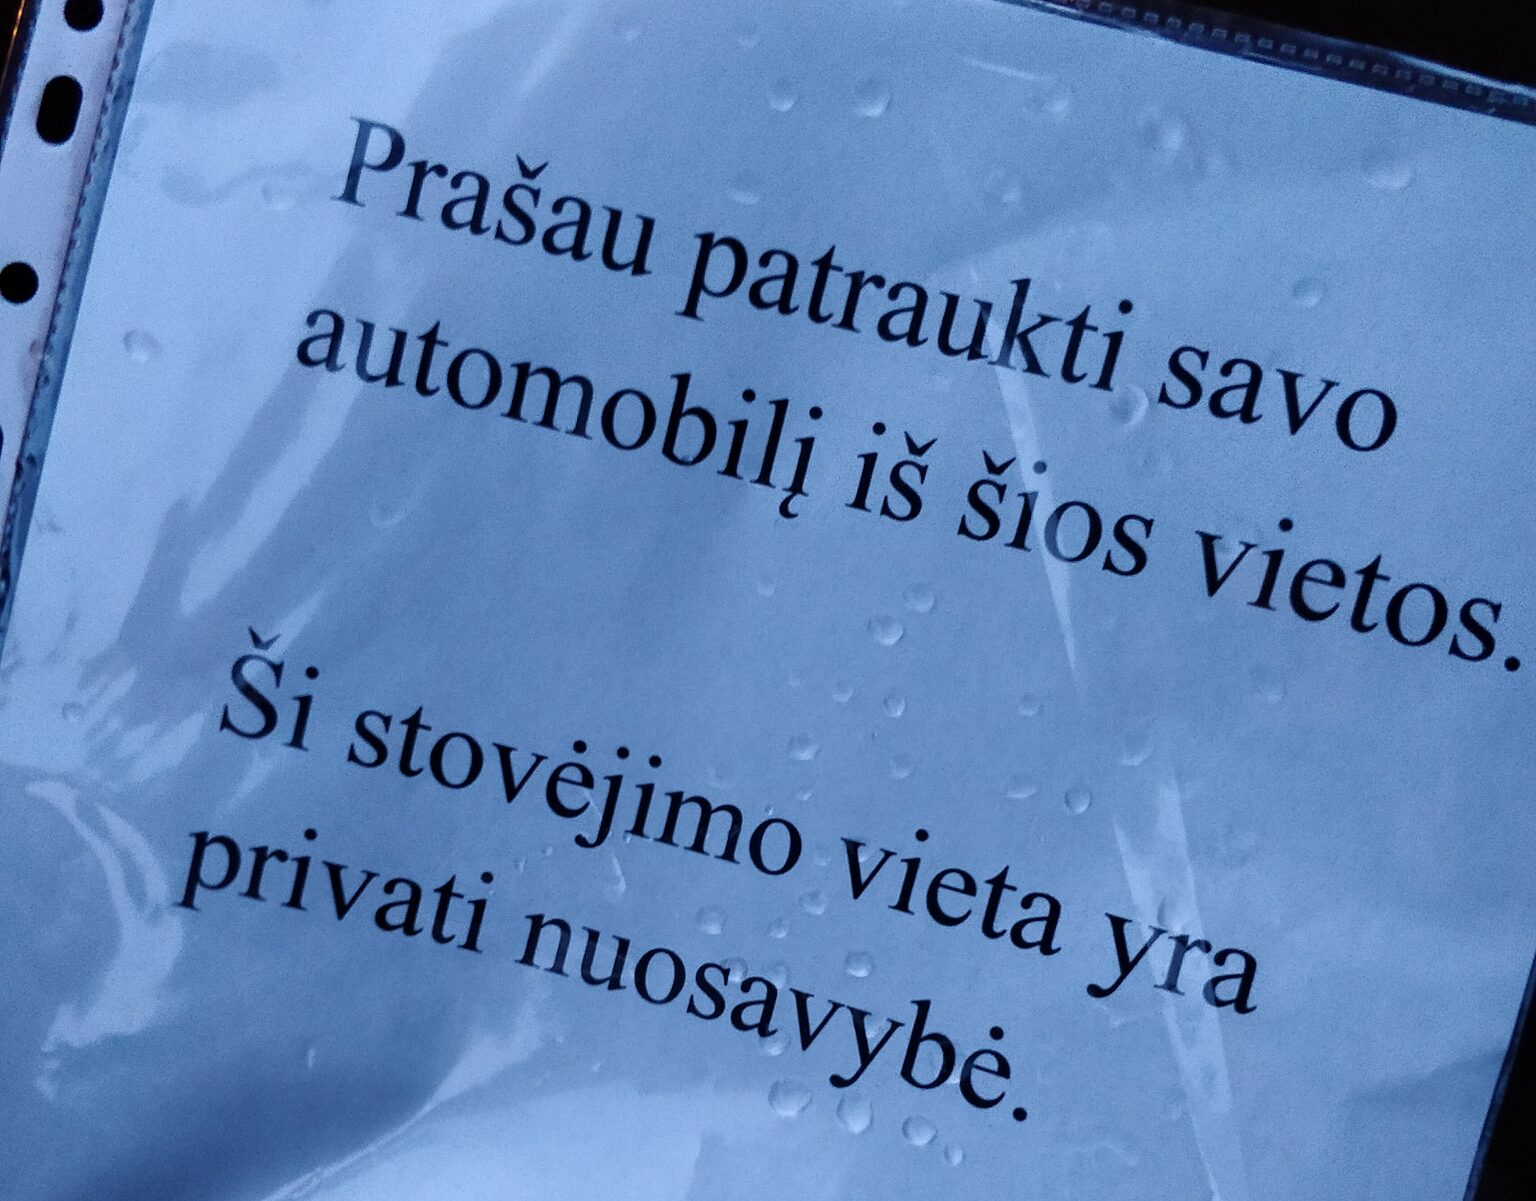 Prašau patraukti savo
automobilį iš šios vietos.
Ši stovėjimo vieta yra
privati nuosavybė.